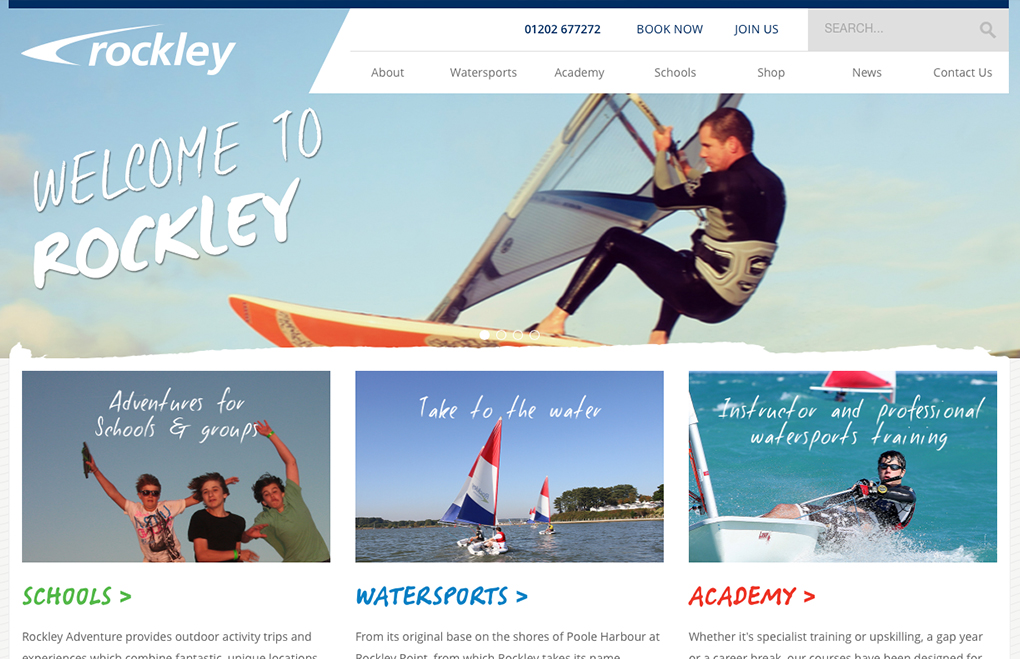 rockley
01202 677272 BOOK NOW JOIN US SEARCH...
About Watersports Academy Schools Shop News Contact Us
WELCOME TO
ROCKLEY
Adventures for
Schools & groups
Take to the water
Instructor and professional
watersports training
SCHOOLS >
Rockley Adventure provides outdoor activity trips and
experiences which combine fantastic, unique locations
WATERSPORTS >
From its original base on the shores of Poole Harbour at
Rockley Point, from which Rockley takes its name,
ACADEMY >
Whether it's specialist training or upskilling, a gap year
or a career break, our courses have been designed for